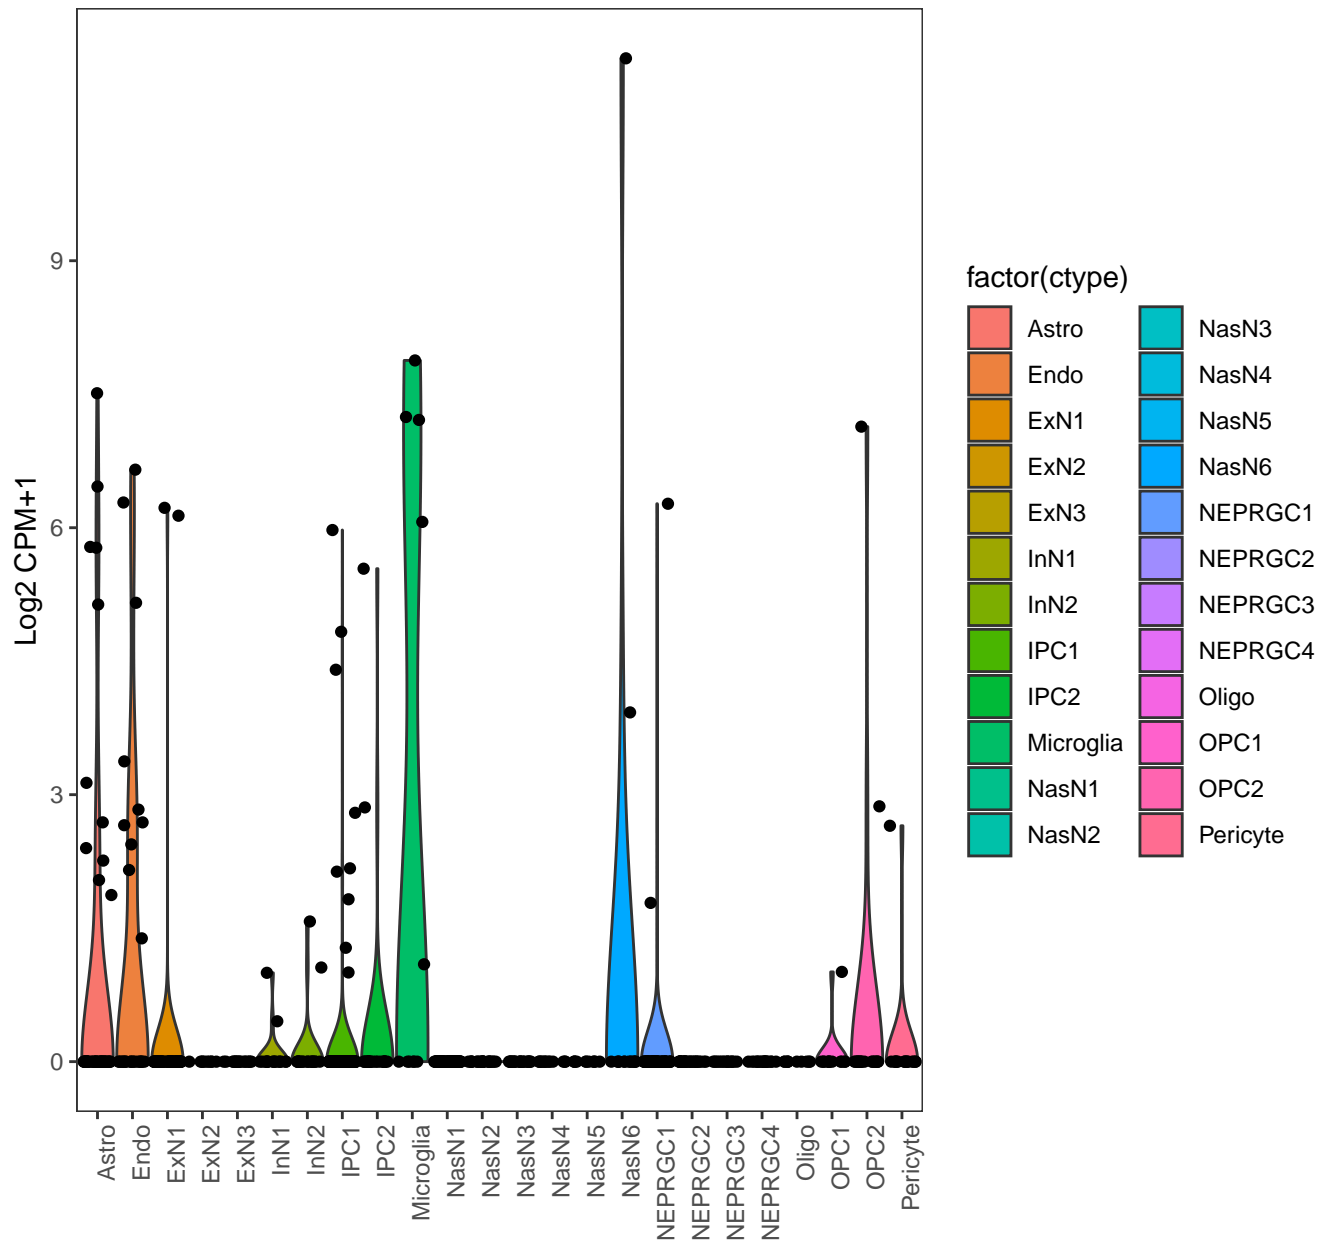 Log2 CPM+1
9
6
3
0
Astro
Endo
ExN1
ExN2
ExN3
InN1
InN2
IPC1
IPC2
Microglia
NasN1
NasN2
NasN3
NasN4
NasN5
NasN6
NEPRGC1
NEPRGC2
NEPRGC3
NEPRGC4
Oligo
OPC1
OPC2
Pericyte
factor(ctype)
Astro
Endo
ExN1
ExN2
ExN3
InN1
InN2
IPC1
IPC2
Microglia
NasN1
NasN2
NasN3
NasN4
NasN5
NasN6
NEPRGC1
NEPRGC2
NEPRGC3
NEPRGC4
Oligo
OPC1
OPC2
Pericyte